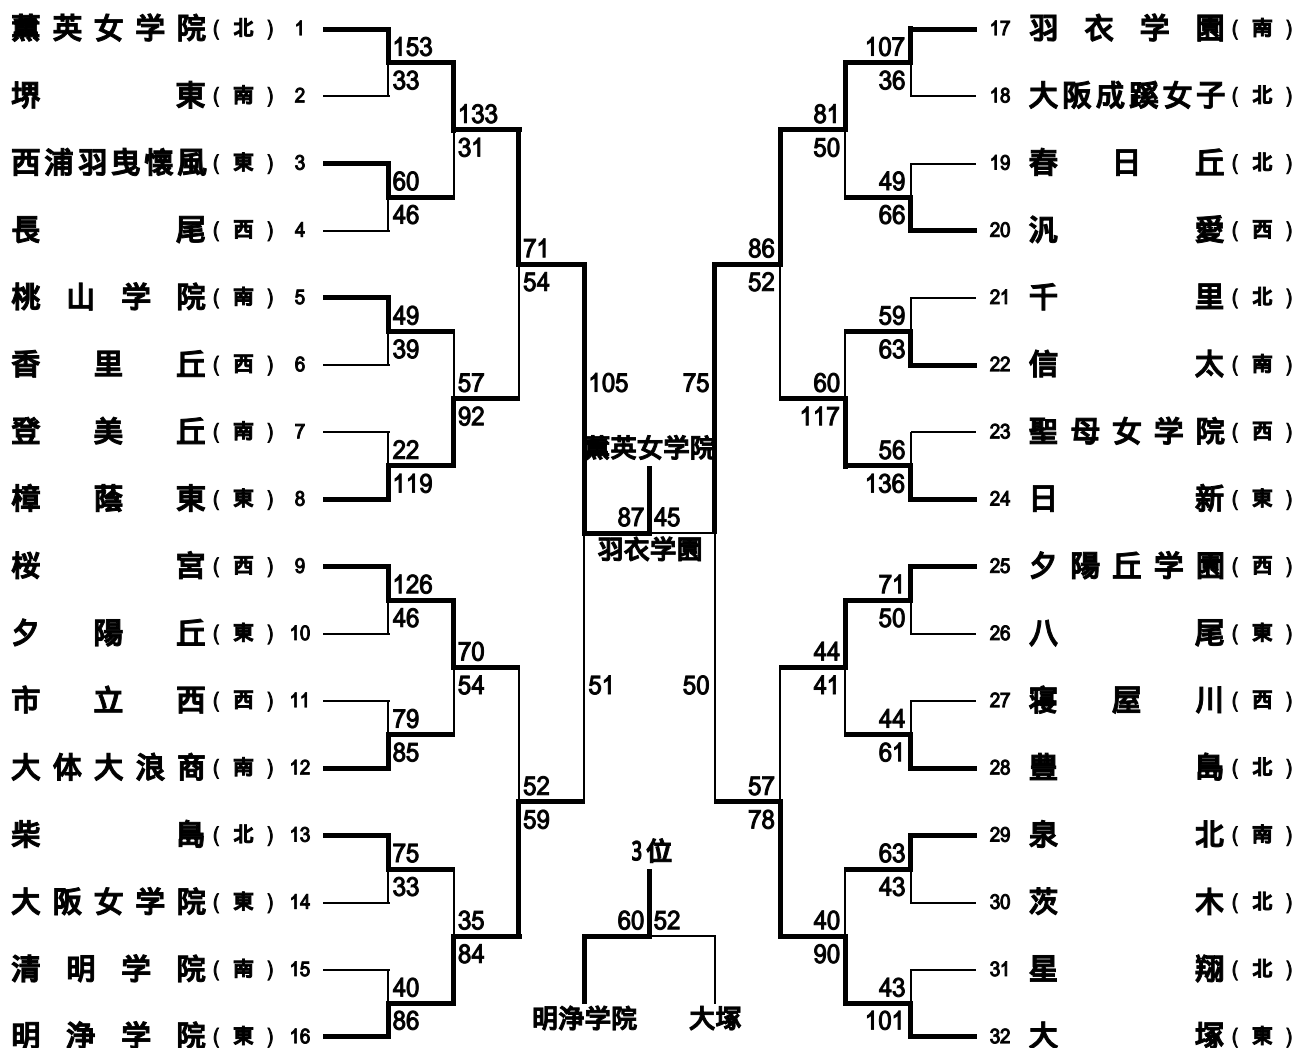 薫英女学院(北) 1
153
33
堺東(南) 2
133
31
西浦羽曳懐風(東) 3
60
46
長尾(西) 4
71
54
桃山学院(南) 5
49
39
香里丘(西) 6
57
92
登美丘(南) 7
22
119
樟蔭東(東) 8
桜宮(西) 9
126
46
夕陽丘(東) 10
70
54
市立西(西) 11
79
85
大体大浪商(南) 12
52
59
柴島(北) 13
75
33
大阪女学院(東) 14
35
84
清明学院(南) 15
40
86
明浄学院(東) 16
105 75
薫英女学院
87 45
羽衣学園
51 50
3位
60 52
明浄学院 大塚
17 羽衣学園(南)
107
36
18 大阪成蹊女子(北)
81
50
19 春日丘(北)
49
66
20 汎愛(西)
86
52
21 千里(北)
59
63
22 信太(南)
60
117
23 聖母女学院(西)
56
136
24 日新(東)
25 夕陽丘学園(西)
71
50
26 八尾(東)
44
41
27 寝屋川(西)
44
61
28 豊島(北)
57
78
29 泉北(南)
63
43
30 茨木(北)
40
90
31 星翔(北)
43
101
32 大塚(東)